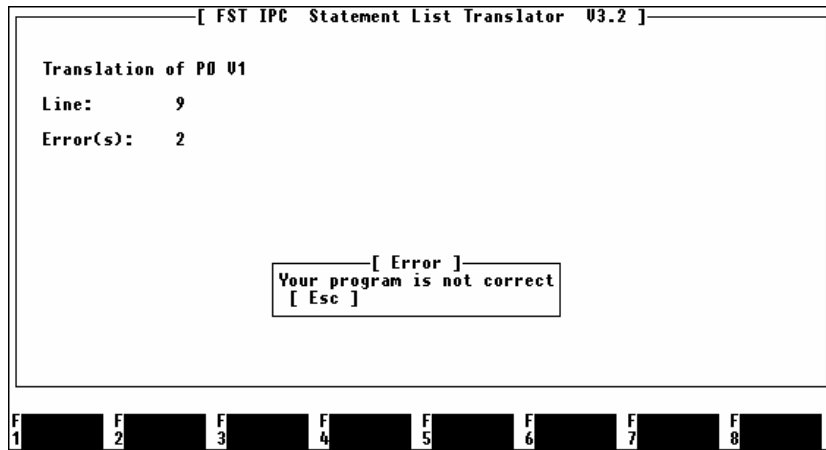 [ FST IPC Statement List Translator V3.2 ]
Translation of P0 V1
Line: 9
Error(s): 2
[ Error ]
Your program is not correct
[ Esc ]
F1 F2 F3 F4 F5 F6 F7 F8